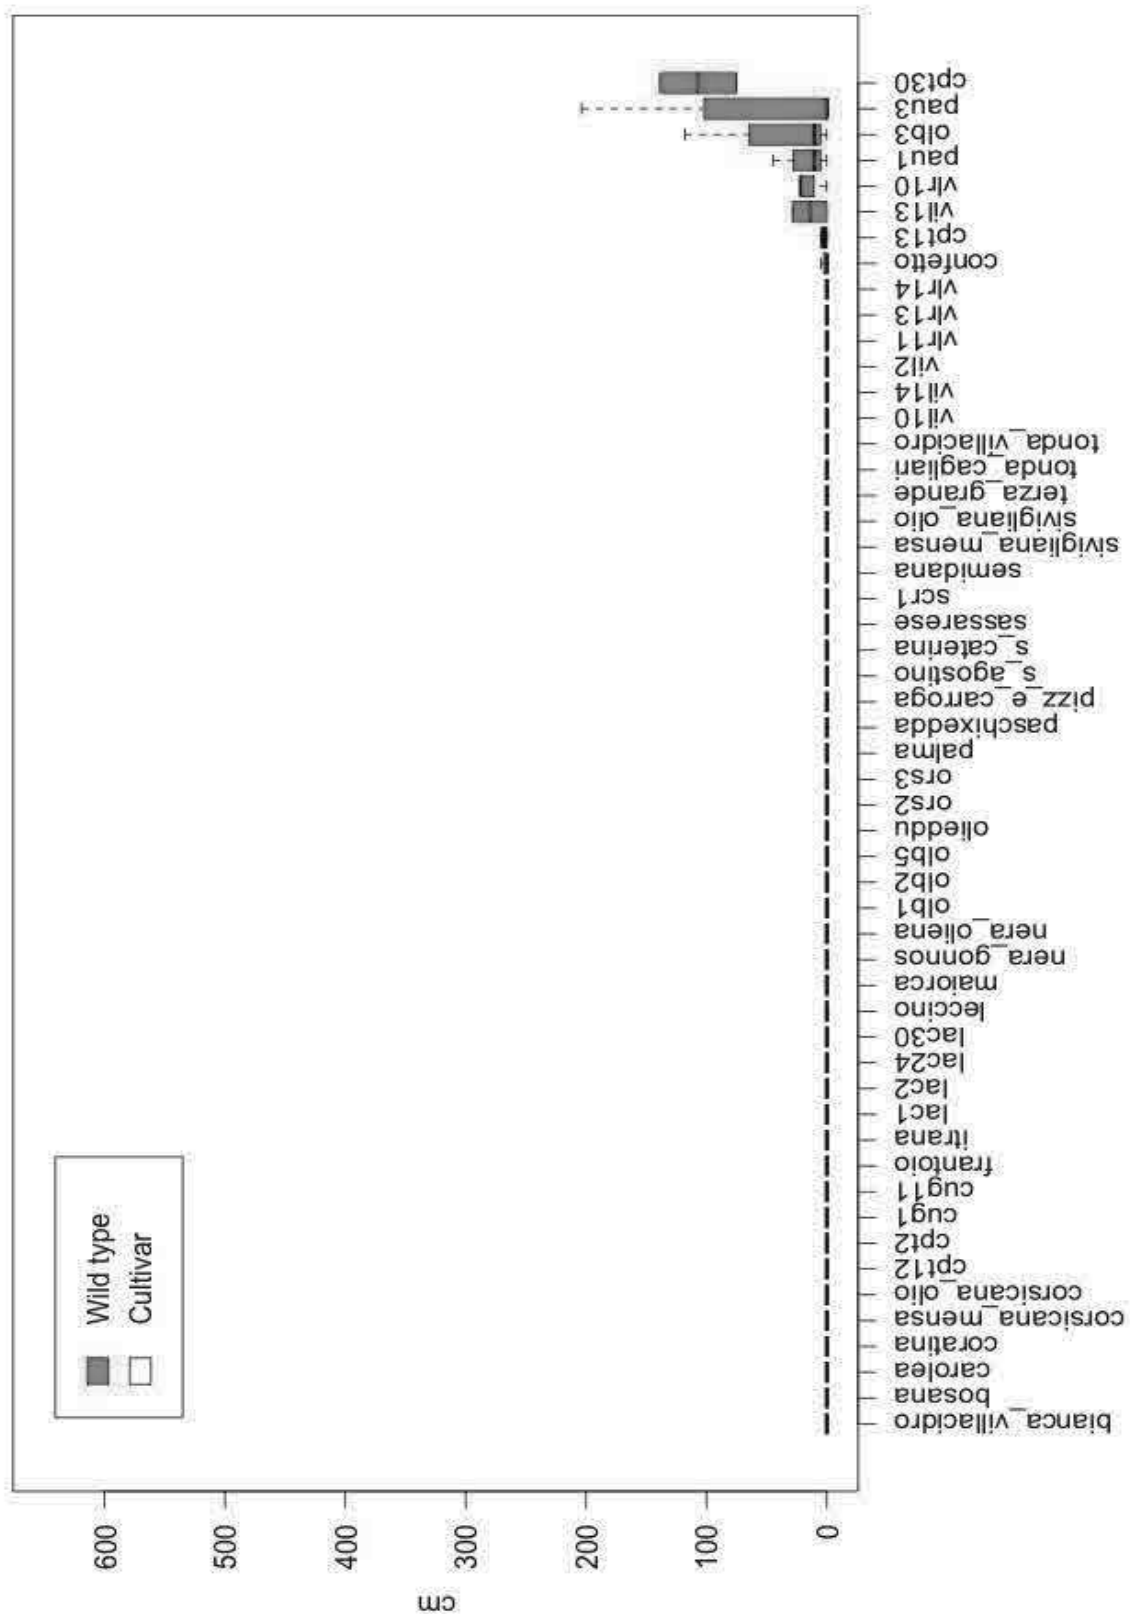 cm
600
500
400
300
200
100
0
Wild type
Cultivar
bianca_villacidro
bosana
carolea
coratina
corsicana_mensa
corsicana_olio
cpt12
cpt2
cug1
cug11
frantoio
itrana
lac1
lac2
lac24
lac30
leccino
maiorca
nera_gonnos
nera_oliena
olb1
olb2
olb5
olieddu
ors2
ors3
palma
paschixedda
pizz_e_carroga
s_agostino
s_caterina
sassarese
scr1
semidana
sivigliana_mensa
sivigliana_olio
terza_grande
tonda_cagliari
tonda_villacidro
vil10
vil14
vil2
vlr11
vlr13
vlr14
confetto
cpt13
vil13
vlr10
pau1
olb3
pau3
cpt30